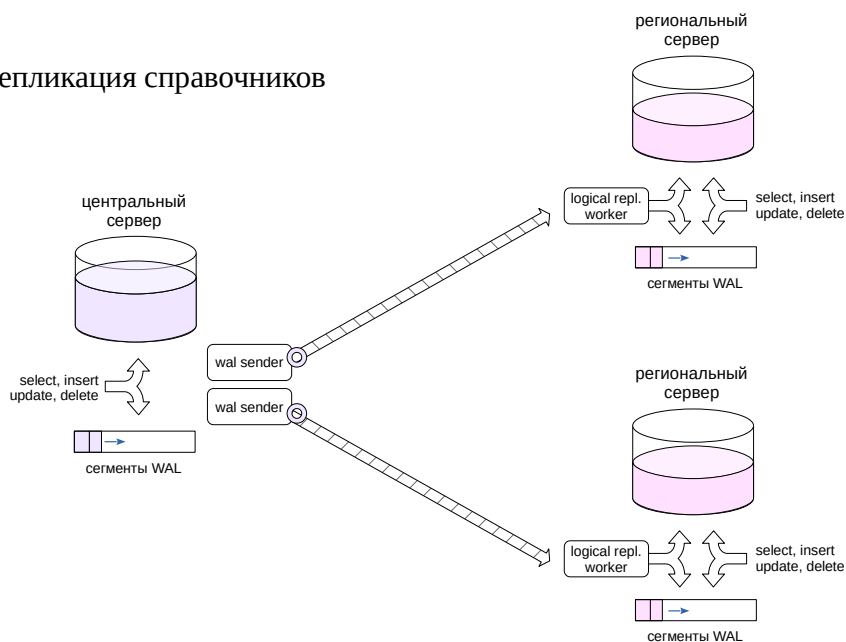 епликация справочников
региональный
сервер
logical repl.
worker
select, insert
update, delete
сегменты WAL
центральный
сервер
wal sender
wal sender
select, insert
update, delete
сегменты WAL
региональный
сервер
logical repl.
worker
select, insert
update, delete
сегменты WAL